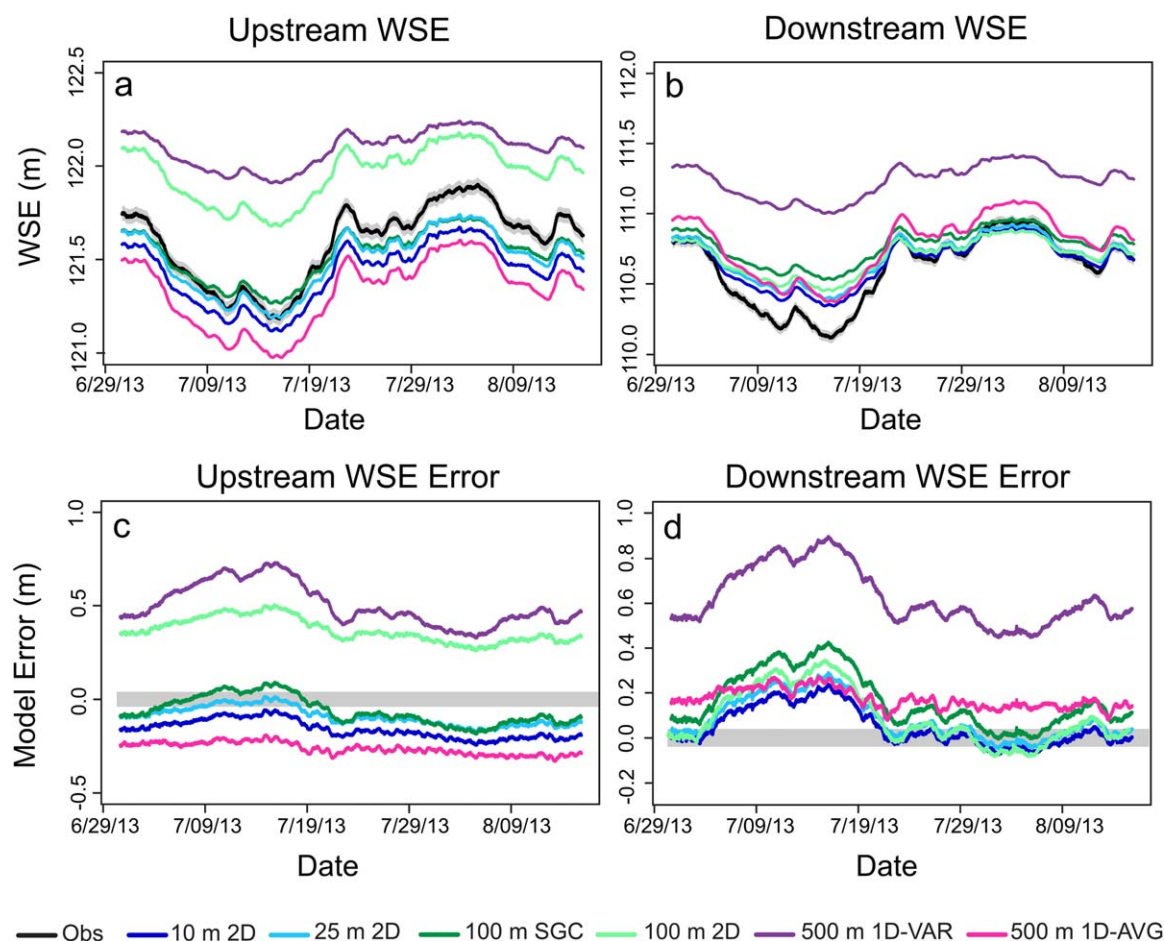 Upstream WSE
Downstream WSE
a
b
WSE (m)
122.5
122.0
121.5
121.0
112.0
111.5
111.0
110.5
110.0
6/29/13 7/09/13 7/19/13 7/29/13 8/09/13
6/29/13 7/09/13 7/19/13 7/29/13 8/09/13
Date
Date
Upstream WSE Error
Downstream WSE Error
c
d
Model Error (m)
1.0
0.5
0.0
-0.5
1.0
0.8
0.6
0.4
0.2
0.0
-0.2
6/29/13 7/09/13 7/19/13 7/29/13 8/09/13
6/29/13 7/09/13 7/19/13 7/29/13 8/09/13
Date
Date
Obs 10 m 2D 25 m 2D 100 m SGC 100 m 2D 500 m 1D-VAR 500 m 1D-AVG